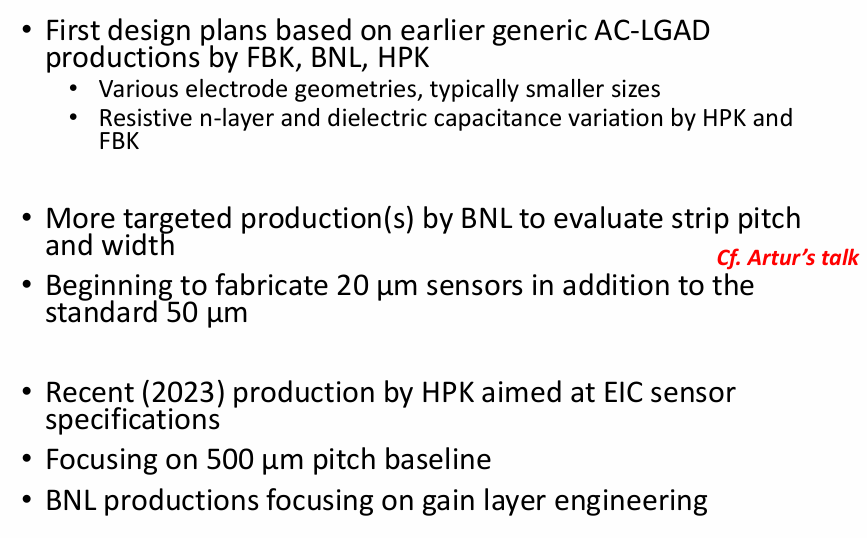 • First design plans based on earlier generic AC-LGAD
productions by FBK, BNL, HPK
• Various electrode geometries, typically smaller sizes
• Resistive n-layer and dielectric capacitance variation by HPK and
FBK
• More targeted production(s) by BNL to evaluate strip pitch
and width
Cf. Artur's talk
• Beginning to fabricate 20 μm sensors in addition to the
standard 50 μm
• Recent (2023) production by HPK aimed at EIC sensor
specifications
• Focusing on 500 μm pitch baseline
• BNL productions focusing on gain layer engineering